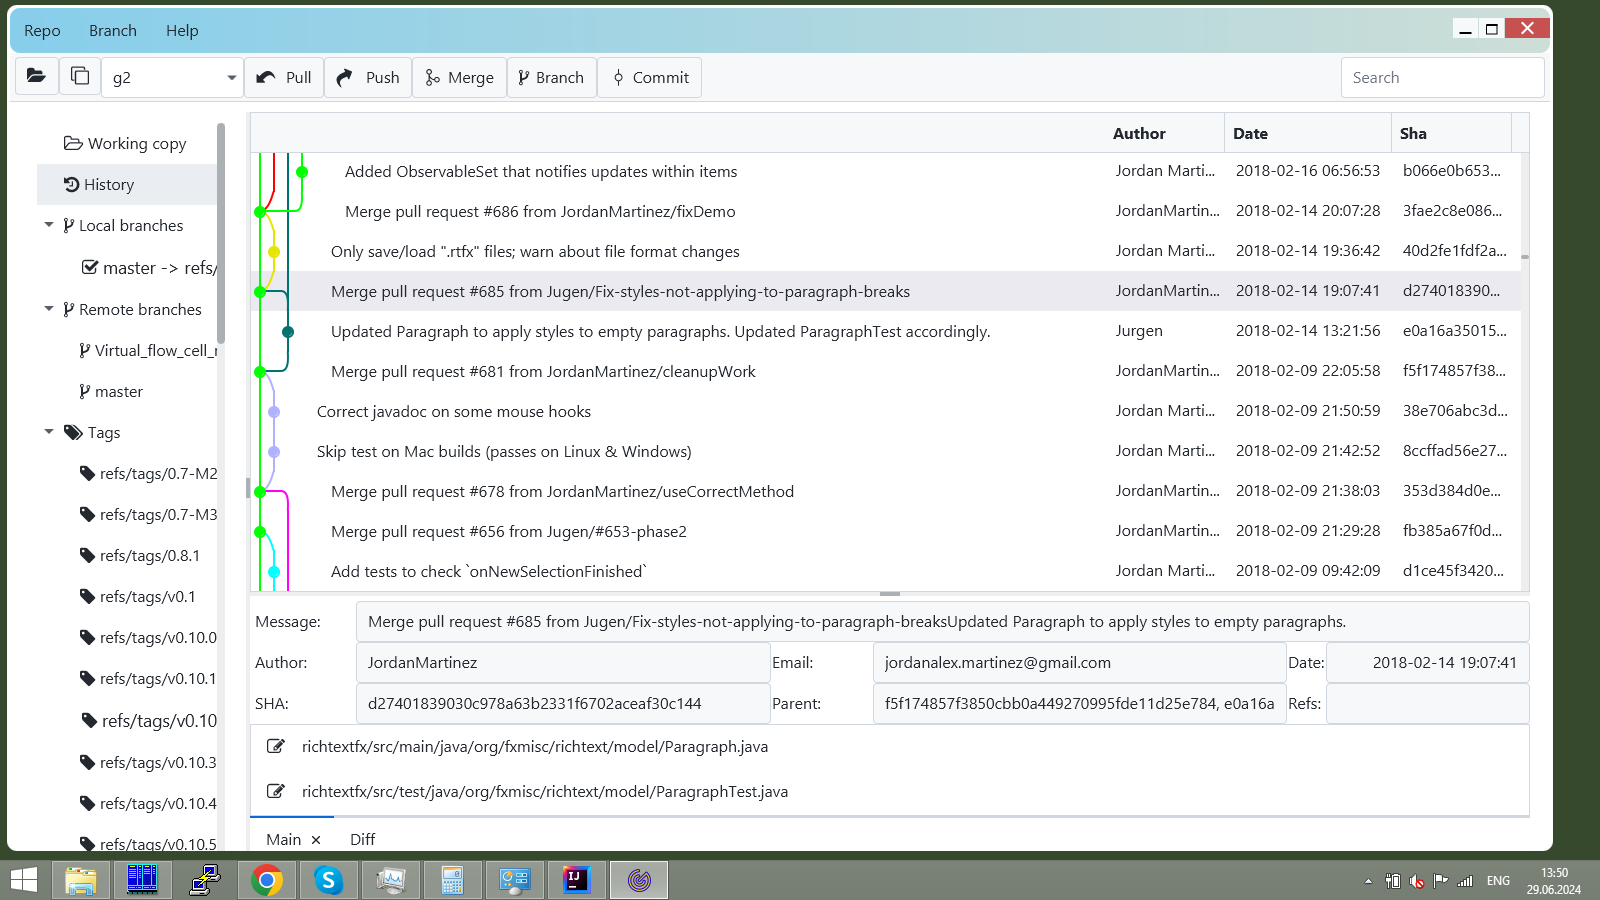 Repo Branch Help
g2 Pull Push Merge Branch Commit Search
Working copy
History
Local branches
master -> refs/
Remote branches
Virtual_flow_cell_r
master
Tags
refs/tags/0.7-M2
refs/tags/0.7-M3
refs/tags/0.8.1
refs/tags/v0.1
refs/tags/v0.10.0
refs/tags/v0.10.1
refs/tags/v0.10
refs/tags/v0.10.3
refs/tags/v0.10.4
refs/tags/v0.10.5
Author Date Sha
Added ObservableSet that notifies updates within items Jordan Marti... 2018-02-16 06:56:53 b066e0b653...
Merge pull request #686 from JordanMartinez/fixDemo JordanMartin... 2018-02-14 20:07:28 3fae2c8e086...
Only save/load ".rtfx" files; warn about file format changes Jordan Marti... 2018-02-14 19:36:42 40d2fe1fdf2a...
Merge pull request #685 from Jugen/Fix-styles-not-applying-to-paragraph-breaks JordanMartin... 2018-02-14 19:07:41 d274018390...
Updated Paragraph to apply styles to empty paragraphs. Updated ParagraphTest accordingly. Jurgen 2018-02-14 13:21:56 e0a16a35015...
Merge pull request #681 from JordanMartinez/cleanupWork JordanMartin... 2018-02-09 22:05:58 f5f174857f38...
Correct javadoc on some mouse hooks Jordan Marti... 2018-02-09 21:50:59 38e706abc3d...
Skip test on Mac builds (passes on Linux & Windows) Jordan Marti... 2018-02-09 21:42:52 8ccffad56e27...
Merge pull request #678 from JordanMartinez/useCorrectMethod JordanMartin... 2018-02-09 21:38:03 353d384d0e...
Merge pull request #656 from Jugen/#653-phase2 JordanMartin... 2018-02-09 21:29:28 fb385a67f0d...
Add tests to check `onNewSelectionFinished` Jordan Marti... 2018-02-09 09:42:09 d1ce45f3420...
Message: Merge pull request #685 from Jugen/Fix-styles-not-applying-to-paragraph-breaksUpdated Paragraph to apply styles to empty paragraphs.
Author: JordanMartinez Email: jordanalex.martinez@gmail.com Date: 2018-02-14 19:07:41
SHA: d27401839030c978a63b2331f6702aceaf30c144 Parent: f5f174857f3850cbb0a449270995fde11d25e784, e0a16a Refs:
richtextfx/src/main/java/org/fxmisc/richtext/model/Paragraph.java
richtextfx/src/test/java/org/fxmisc/richtext/model/ParagraphTest.java
Main Diff
ENG 13:50
29.06.2024